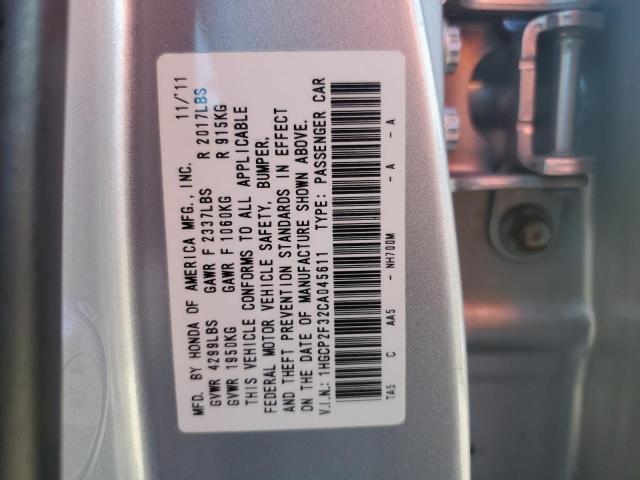 MFD. BY HONDA OF AMERICA MFG., INC. 11/'11
GVWR 4299LBS GAWR F 2337LBS R 2017LBS
GVWR 1950KG GAWR F 1060KG R 915KG
THIS VEHICLE CONFORMS TO ALL APPLICABLE
FEDERAL MOTOR VEHICLE SAFETY, BUMPER,
AND THEFT PREVENTION STANDARDS IN EFFECT
ON THE DATE OF MANUFACTURE SHOWN ABOVE.
V.I.N.: 1HGCP2F32CA045611 TYPE: PASSENGER CAR
TA5 C AA5 - NH700M - A - A